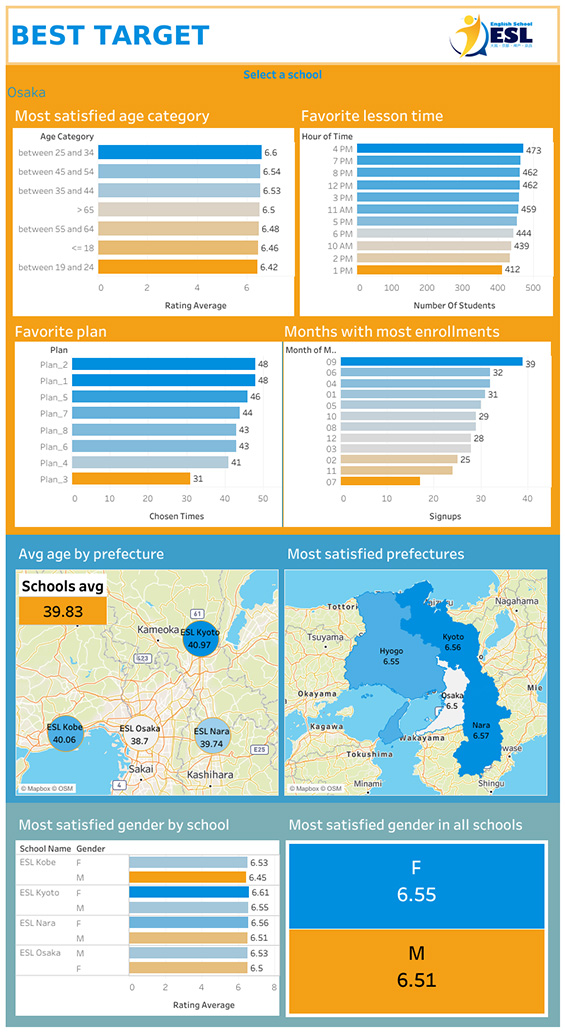 BEST TARGET
English School
ESL
Select a school
Osaka
Most satisfied age category
Age Category
between 25 and 34 6.6
between 45 and 54 6.54
between 35 and 44 6.53
> 65 6.5
between 55 and 64 6.48
<= 18 6.46
between 19 and 24 6.42
0 2 4 6
Rating Average
Favorite lesson time
Hour of Time
4 PM 473
7 PM
8 PM 462
12 PM 462
3 PM
11 AM 459
5 PM
6 PM 444
10 AM 439
2 PM
1 PM 412
0 100 200 300 400 500
Number Of Students
Favorite plan
Plan
Plan_2 48
Plan_1 48
Plan_5 46
Plan_7 44
Plan_8 43
Plan_6 43
Plan_4 41
Plan_3 31
0 10 20 30 40 50
Chosen Times
Months with most enrollments
Month of M..
09 39
06 32
04
01 31
05
10 29
08
12 28
03
02 25
11
07
0 10 20 30 40
Signups
Avg age by prefecture
Schools avg
39.83
61
Kameoka
ESL Kyoto
40.97
G23
ESL Kobe
40.06
ESL Osaka
38.7
ESL Nara
39.74
E25
Sakai
4
Kashihara
© Mapbox © OSM
Most satisfied prefectures
Tottori
Nagahama
Tsuyama
Hyogo
6.55
Kyoto
6.56
Okayama
Osaka
6.5
Mie
Kagawa
Wakayama
Nara
6.57
Tokushima
wase
Minami
Shingu
© Mapbox © OSM
Most satisfied gender by school
School Name Gender
ESL Kobe F 6.53
M 6.45
ESL Kyoto F 6.61
M 6.55
ESL Nara F 6.56
M 6.51
ESL Osaka M 6.53
F 6.5
0 2 4 6 8
Rating Average
Most satisfied gender in all schools
F
6.55
M
6.51